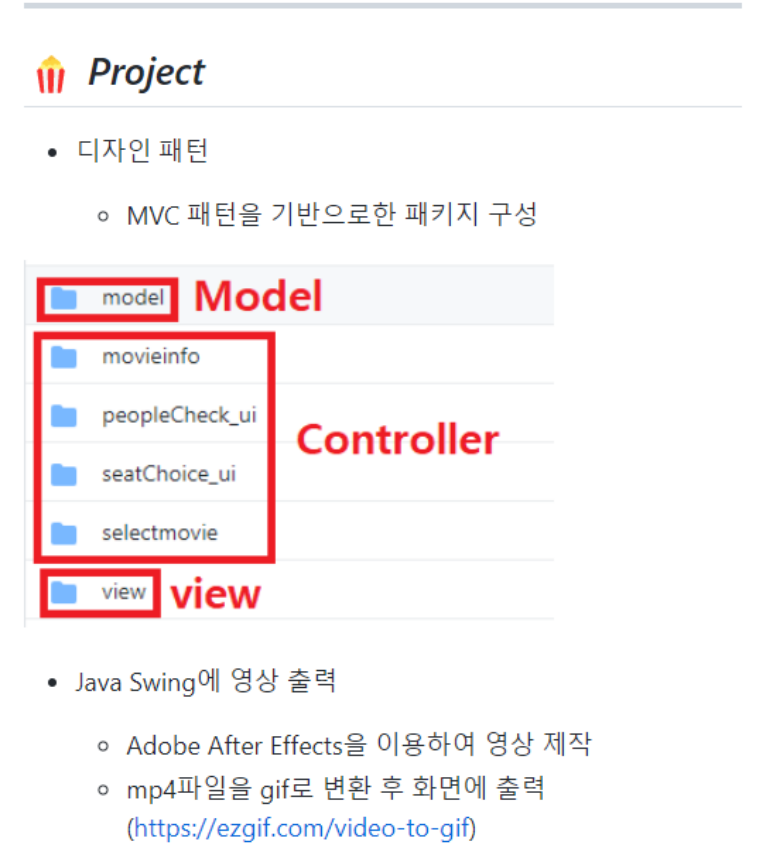 Project
디자인 패턴
MVC 패턴을 기반으로한 패키지 구성
model Model
movieinfo
peopleCheck_ui
Controller
seatChoice_ui
selectmovie
view view
Java Swing에 영상 출력
Adobe After Effects을 이용하여 영상 제작
mp4파일을 gif로 변환 후 화면에 출력
(https://ezgif.com/video-to-gif)